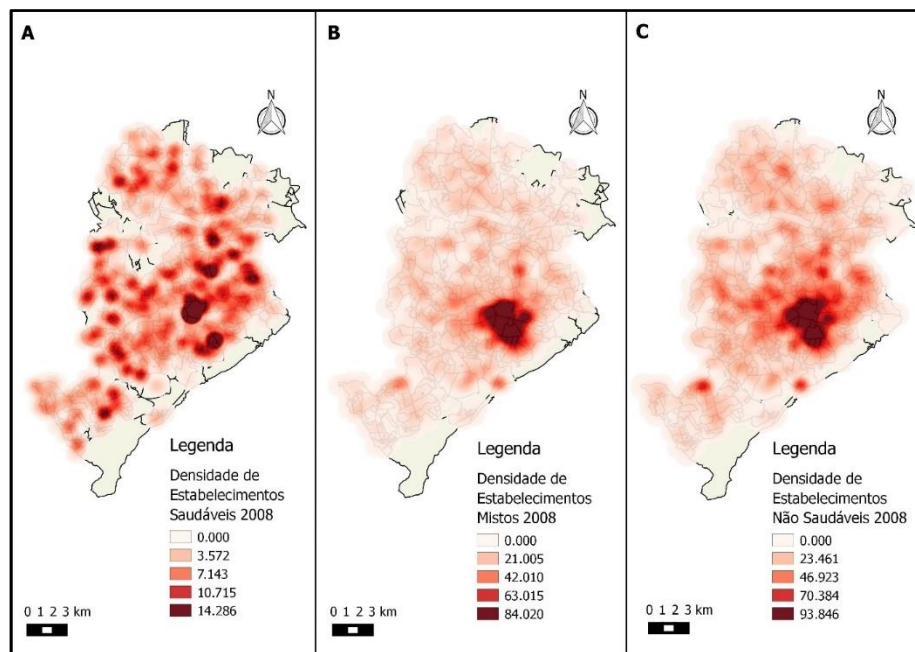 A
N
Legenda
Densidade de
Estabelecimentos
Saudáveis 2008
0.000
3.572
7.143
10.715
14.286
0 1 2 3 km
B
N
Legenda
Densidade de
Estabelecimentos
Mistos 2008
0.000
21.005
42.010
63.015
84.020
0 1 2 3 km
C
N
Legenda
Densidade de
Estabelecimentos
Não Saudáveis 2008
0.000
23.461
46.923
70.384
93.846
0 1 2 3 km